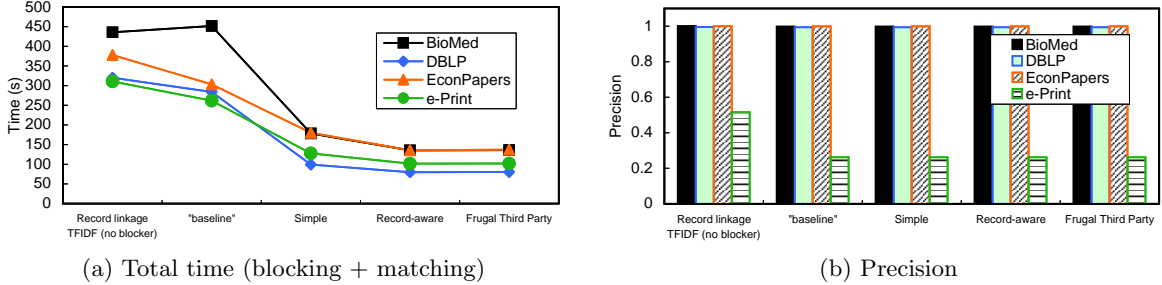 500
450
400
350
300
250
200
150
100
50
0
Time (s)
BioMed
DBLP
EconPapers
e-Print
Record linkage
TFIDF (no blocker)
"baseline"
Simple
Record-aware
Frugal Third Party
(a) Total time (blocking + matching)
1
0.8
0.6
0.4
0.2
0
Precision
BioMed
DBLP
EconPapers
e-Print
Record linkage
TFIDF (no blocker)
"baseline"
Simple
Record-aware
Frugal Third Party
(b) Precision